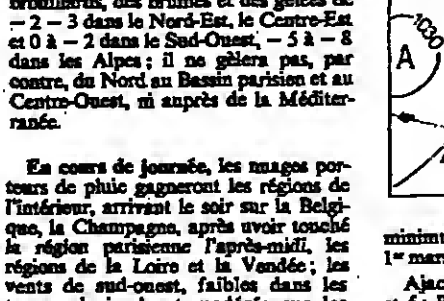 brouillards, des brumes et des gelées de
– 2 – 3 dans le Nord-Est, le Centre-Est
et 0 à – 2 dans le Sud-Ouest, – 5 à – 8
dans les Alpes ; il ne gèlera pas, par
contre, du Nord au Bassin parisien et au
Centre-Ouest, ni auprès de la Méditer-
ranée.
En cours de journée, les nuages por-
teurs de pluie gagneront les régions de
l'intérieur, arrivant le soir sur la Belgi-
que, la Champagne, après avoir touché
la région parisienne l'après-midi, les
régions de la Loire et la Vendée ; les
vents de sud-ouest, faibles dans les
1030
A
minimu
1er mars
Ajac